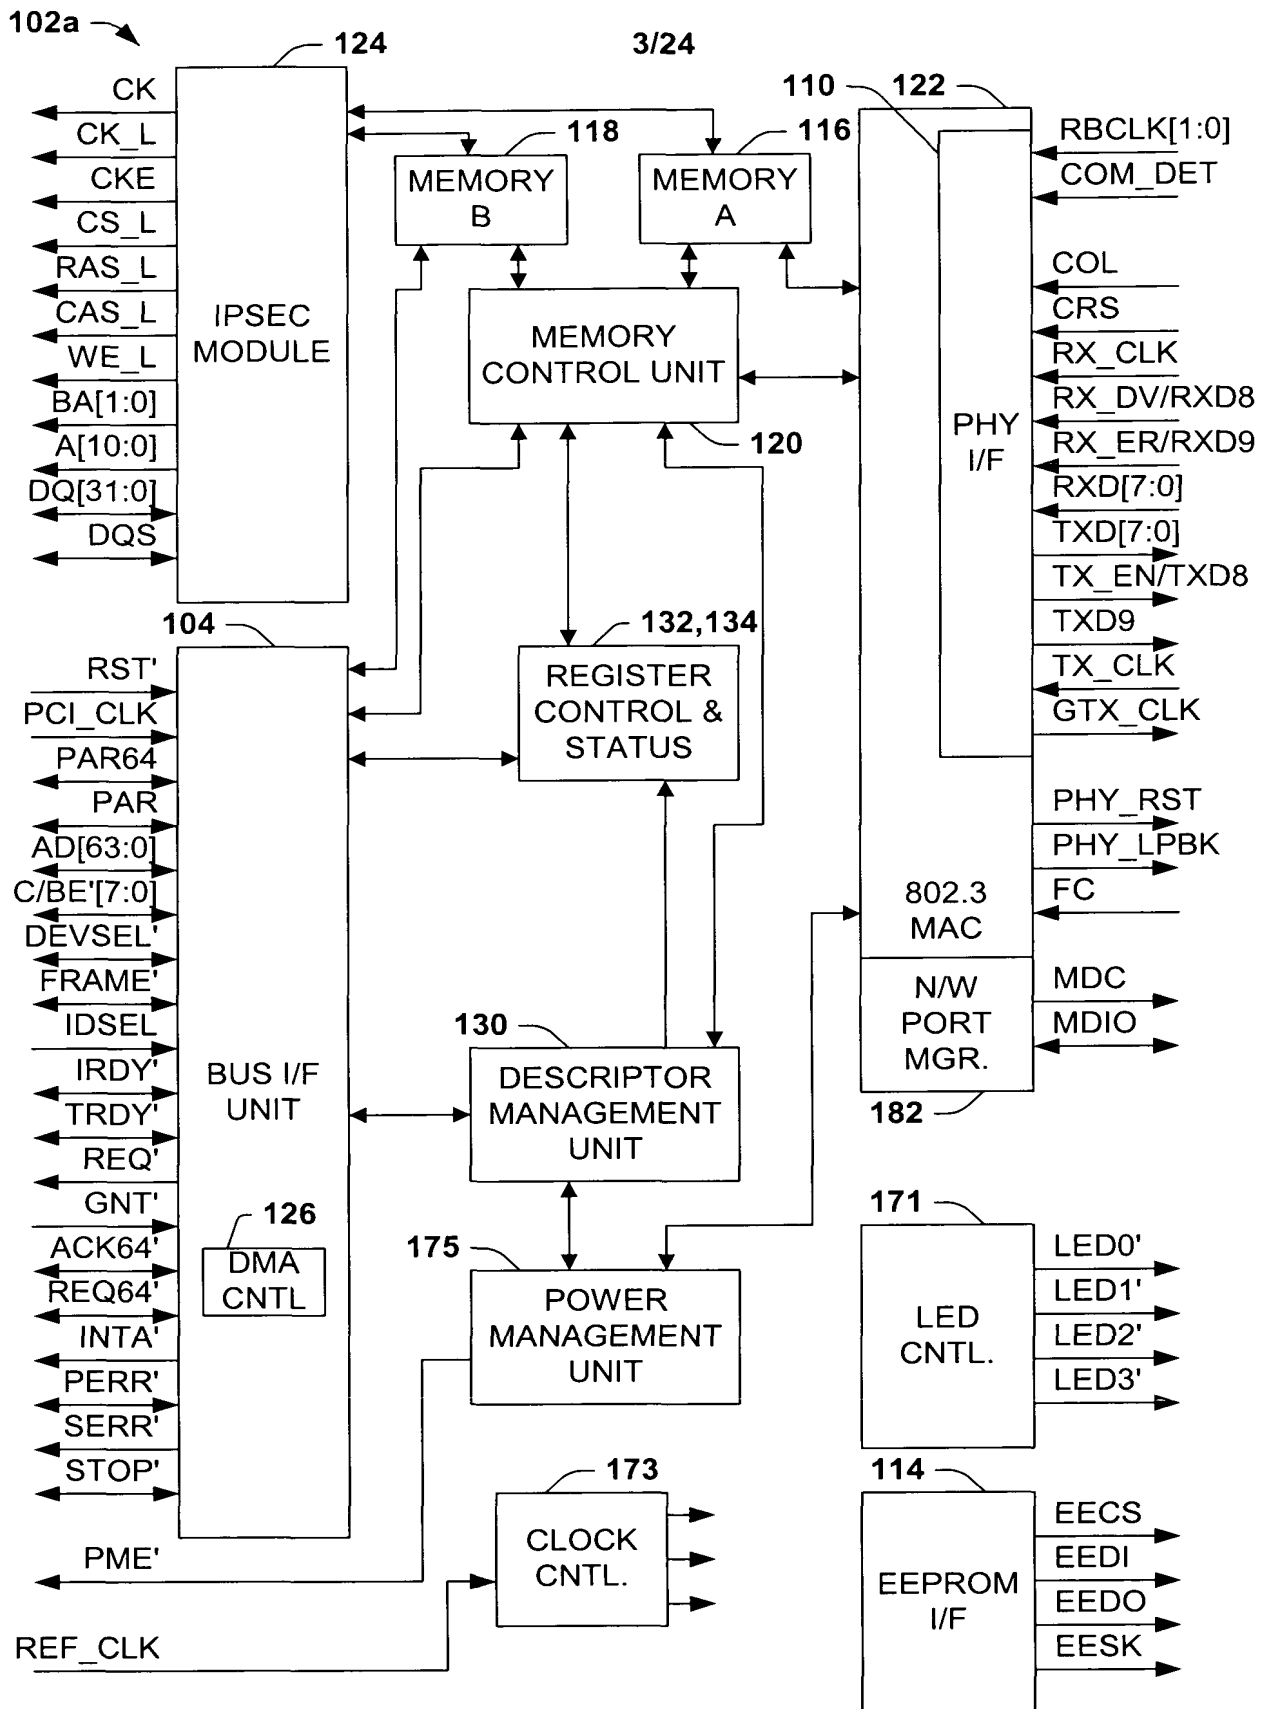 102a
124
3/24
110
122
CK
CK_L
CKE
CS_L
RAS_L
CAS_L
WE_L
BA[1:0]
A[10:0]
DQ[31:0]
DQS
IPSEC
MODULE
118
MEMORY
B
116
MEMORY
A
MEMORY
CONTROL UNIT
120
PHY
I/F
RBCLK[1:0]
COM_DET
COL
CRS
RX_CLK
RX_DV/RXD8
RX_ER/RXD9
RXD[7:0]
TXD[7:0]
TX_EN/TXD8
TXD9
TX_CLK
GTX_CLK
PHY_RST
PHY_LPBK
FC
802.3
MAC
N/W
PORT
MGR.
MDC
MDIO
182
104
RST'
PCI_CLK
PAR64
PAR
AD[63:0]
C/BE'[7:0]
DEVSEL'
FRAME'
IDSEL
IRDY'
TRDY'
REQ'
GNT'
ACK64'
REQ64'
INTA'
PERR'
SERR'
STOP'
PME'
REF_CLK
BUS I/F
UNIT
126
DMA
CNTL
132,134
REGISTER
CONTROL &
STATUS
130
DESCRIPTOR
MANAGEMENT
UNIT
175
POWER
MANAGEMENT
UNIT
173
CLOCK
CNTL.
171
LED
CNTL.
LED0'
LED1'
LED2'
LED3'
114
EEPROM
I/F
EECS
EEDI
EEDO
EESK